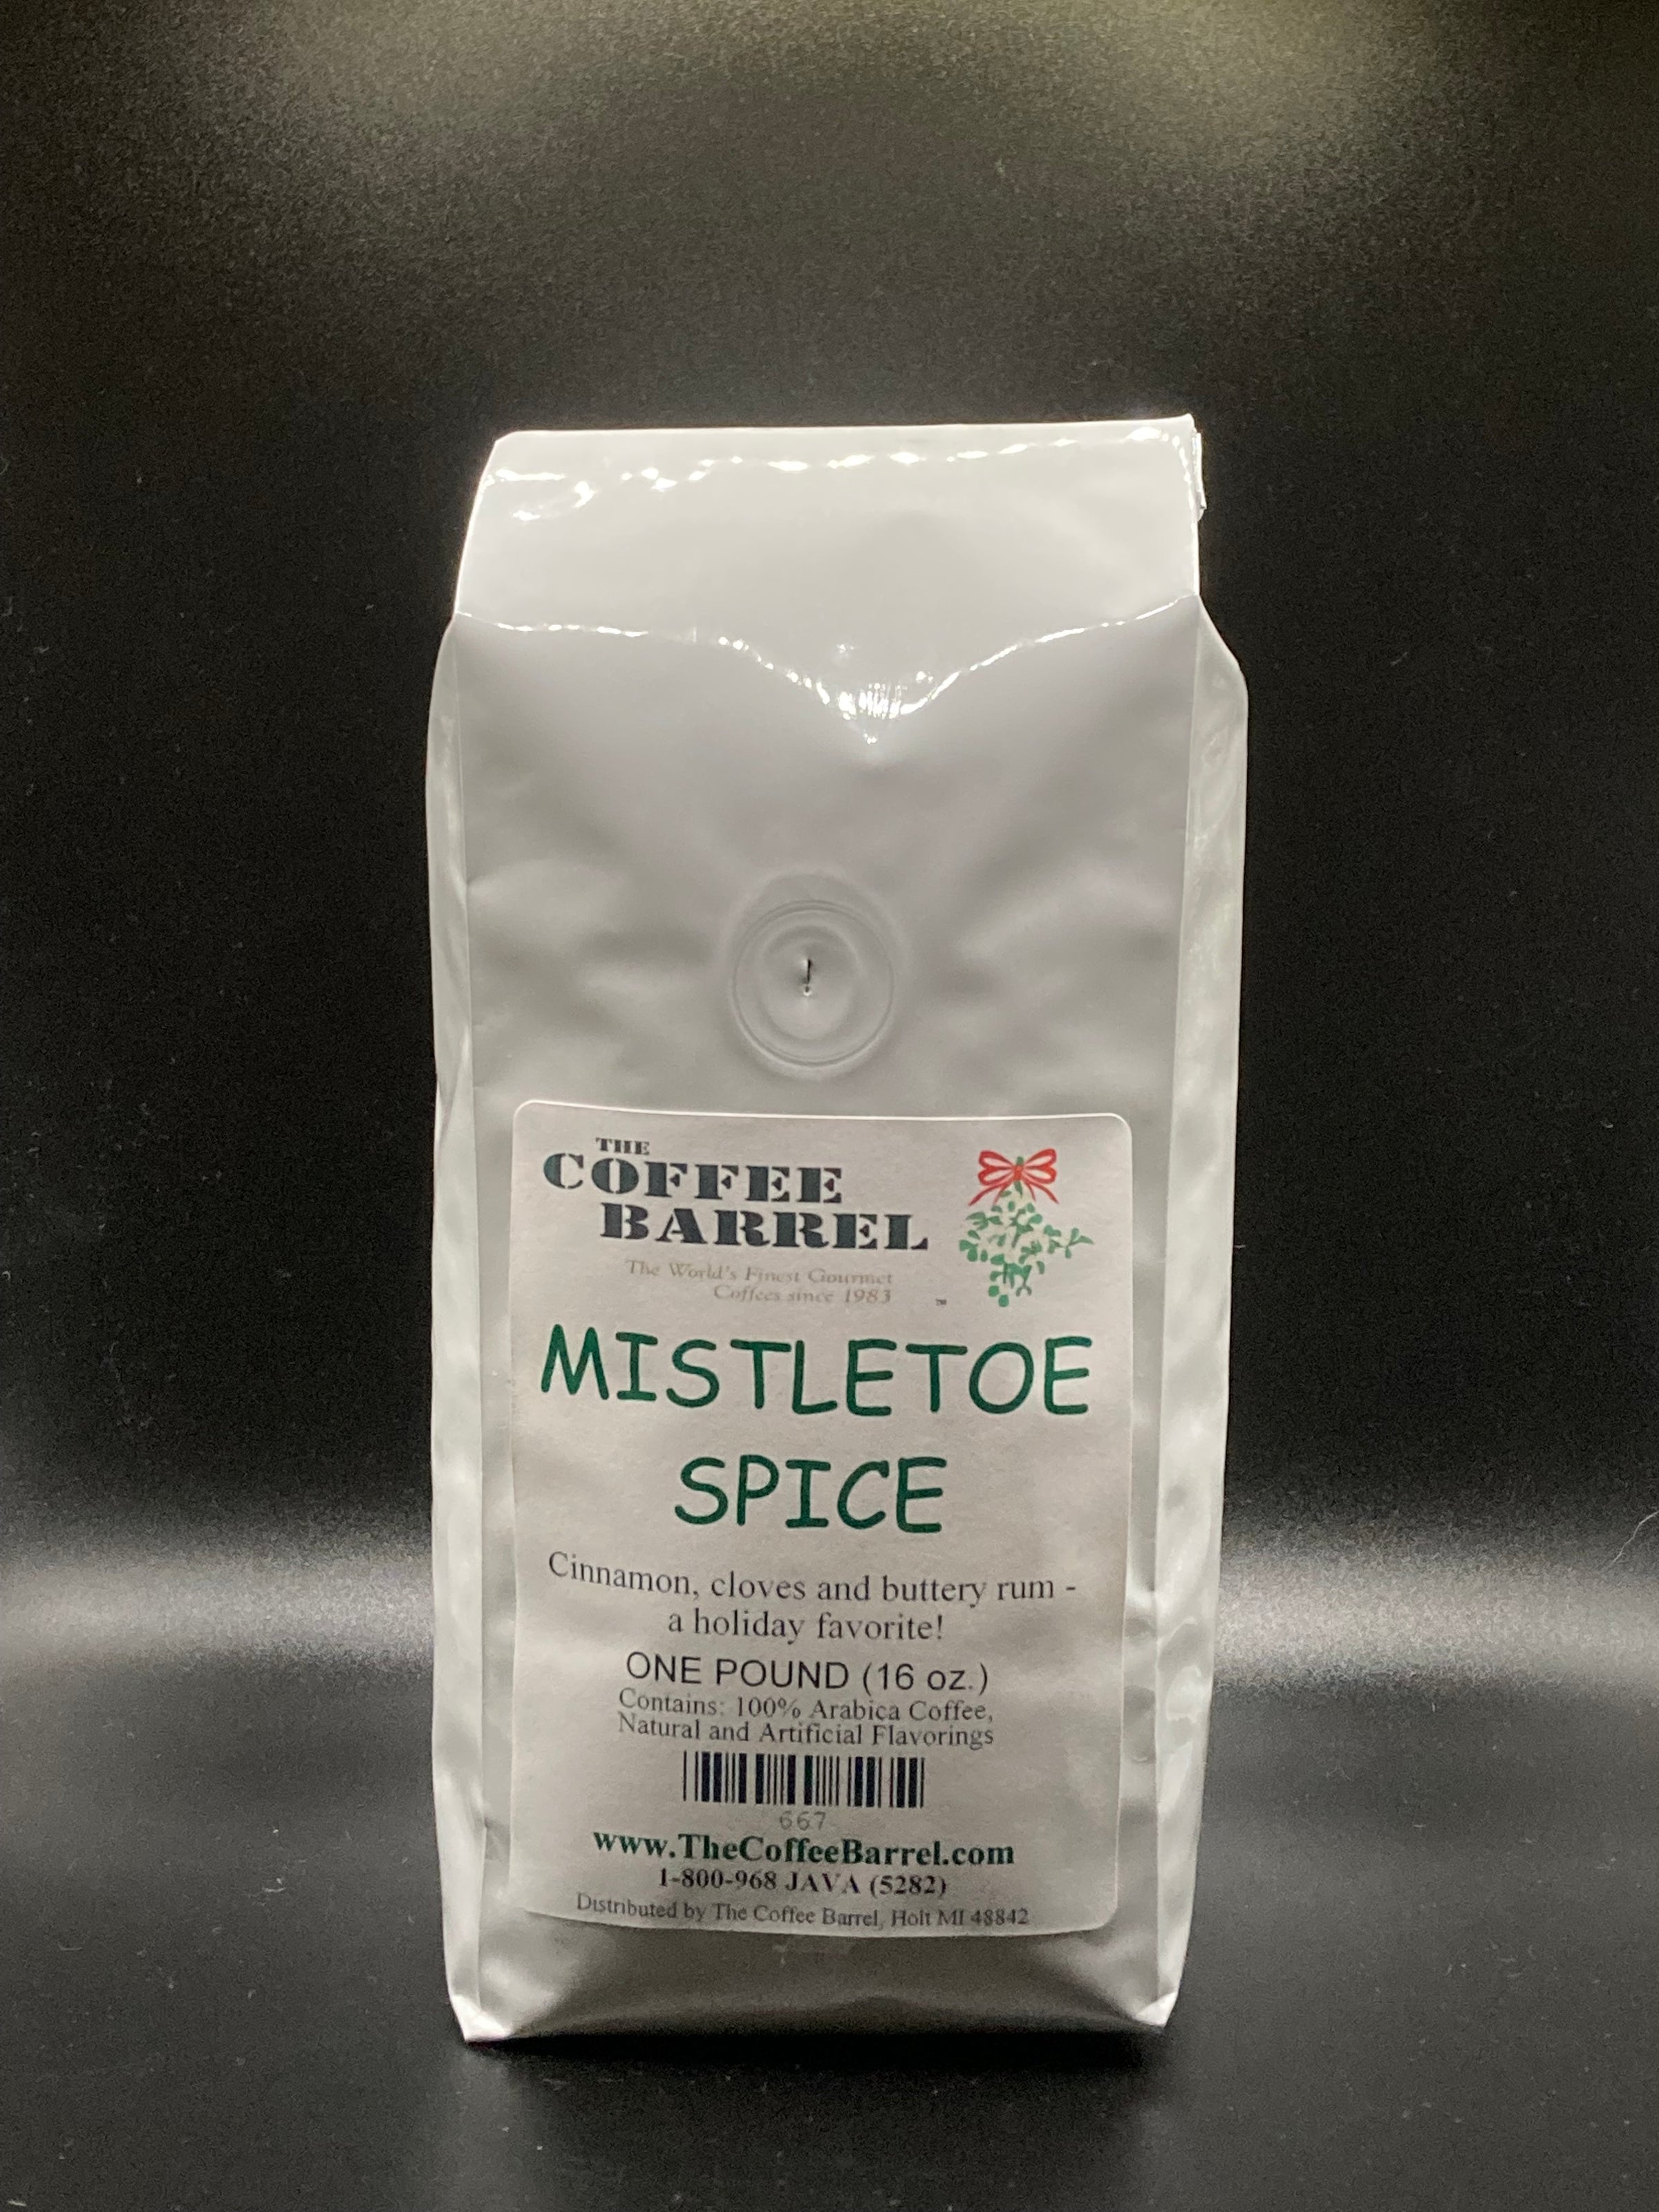 THE
COFFEE
BARREL
The World's Finest Gourmet
Coffees since 1983
™
MISTLETOE
SPICE
Cinnamon, cloves and buttery rum -
a holiday favorite!
ONE POUND (16 oz.)
Contains: 100% Arabica Coffee,
Natural and Artificial Flavorings
667
www.TheCoffeeBarrel.com
1-800-968 JAVA (5282)
Distributed by The Coffee Barrel, Holt MI 48842